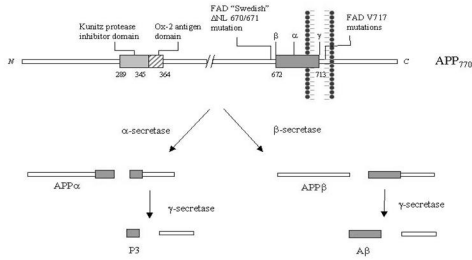 FAD "Swedish"
ΔNL 670/671
mutation
Kunitz protease
inhibitor domain
Ox-2 antigen
domain
FAD V717
mutations
β
α
γ
N
C
APP770
289
345
364
672
713
α-secretase
β-secretase
APPα
APPβ
γ-secretase
γ-secretase
P3
Aβ